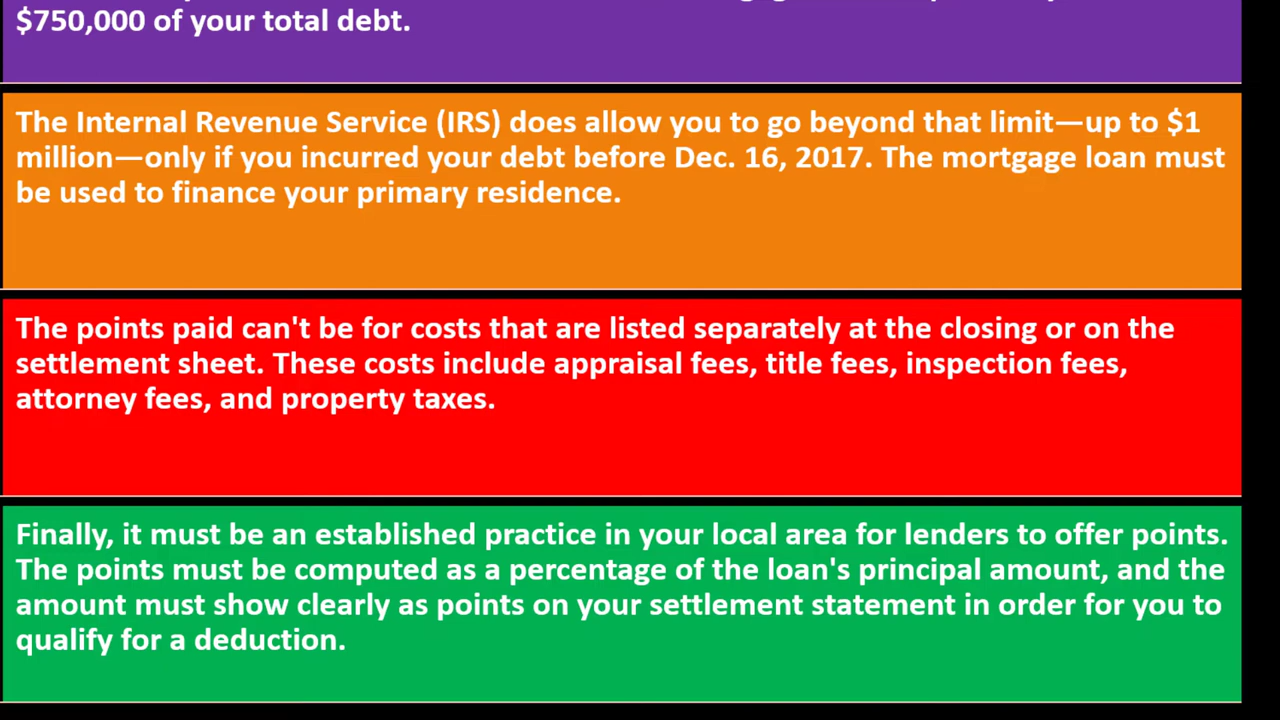 $750,000 of your total debt.
The Internal Revenue Service (IRS) does allow you to go beyond that limit—up to $1
million—only if you incurred your debt before Dec. 16, 2017. The mortgage loan must
be used to finance your primary residence.
The points paid can't be for costs that are listed separately at the closing or on the
settlement sheet. These costs include appraisal fees, title fees, inspection fees,
attorney fees, and property taxes.
Finally, it must be an established practice in your local area for lenders to offer points.
The points must be computed as a percentage of the loan's principal amount, and the
amount must show clearly as points on your settlement statement in order for you to
qualify for a deduction.